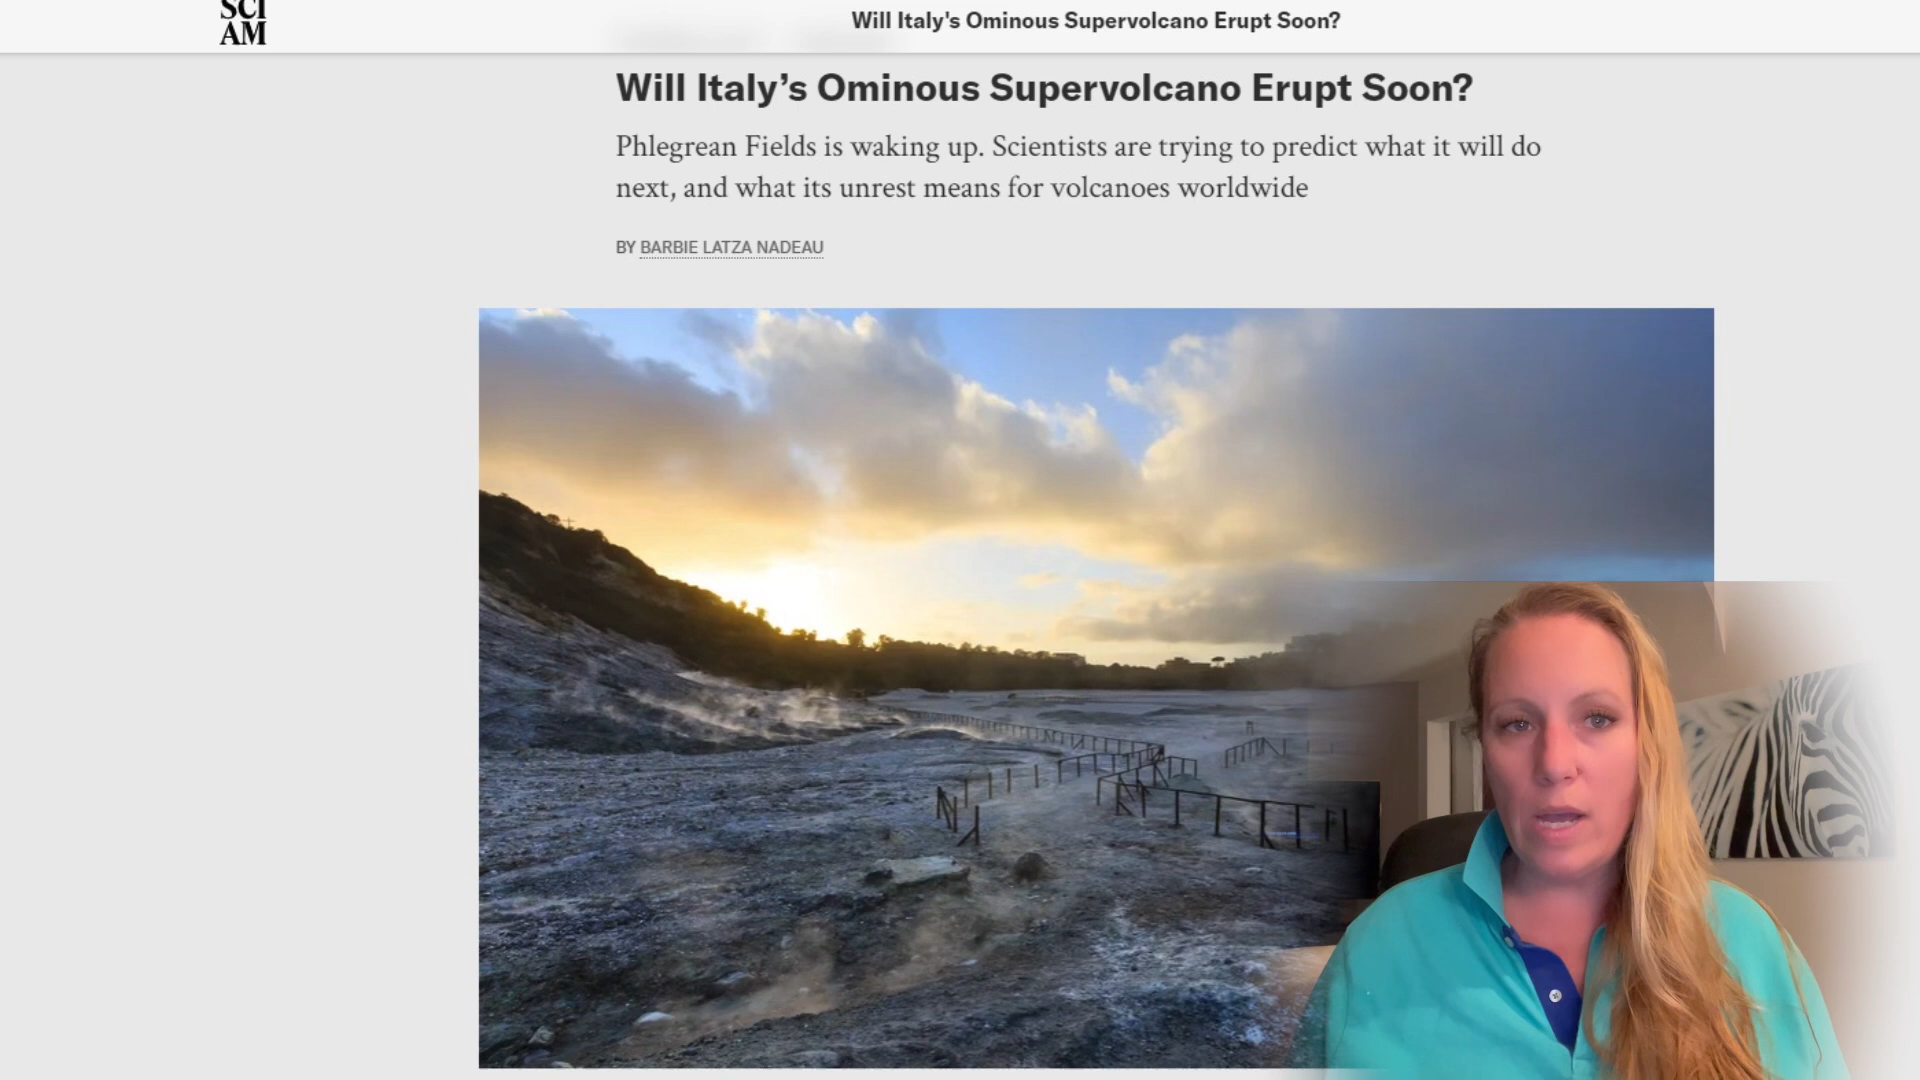 SCI
AM
Will Italy's Ominous Supervolcano Erupt Soon?
Will Italy’s Ominous Supervolcano Erupt Soon?
Phlegrean Fields is waking up. Scientists are trying to predict what it will do
next, and what its unrest means for volcanoes worldwide
BY BARBIE LATZA NADEAU